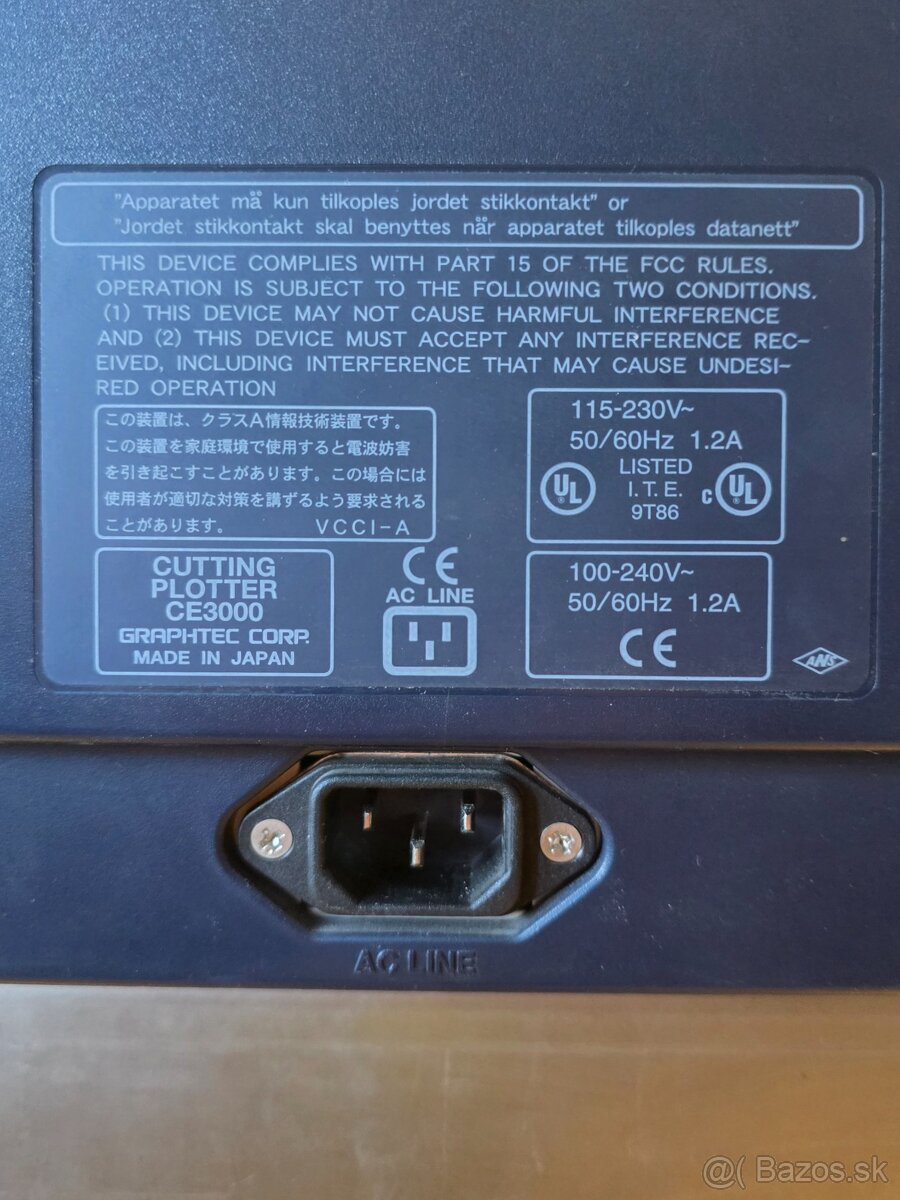 "Apparatet må kun tilkoples jordet stikkontakt" or
"Jordet stikkontakt skal benyttes når apparatet tilkoples datanett"
THIS DEVICE COMPLIES WITH PART 15 OF THE FCC RULES.
OPERATION IS SUBJECT TO THE FOLLOWING TWO CONDITIONS.
(1) THIS DEVICE MAY NOT CAUSE HARMFUL INTERFERENCE
AND (2) THIS DEVICE MUST ACCEPT ANY INTERFERENCE REC-
EIVED, INCLUDING INTERFERENCE THAT MAY CAUSE UNDESI-
RED OPERATION
この装置は、クラスA情報技術装置です。
この装置を家庭環境で使用すると電波妨害
を引き起こすことがあります。この場合には
使用者が適切な対策を講ずるよう要求される
ことがあります。 VCCI-A
115-230V~
50/60Hz 1.2A
UL LISTED c UL
I.T.E.
9T86
CUTTING
PLOTTER
CE3000
GRAPHTEC CORP.
MADE IN JAPAN
CE
AC LINE
100-240V~
50/60Hz 1.2A
CE
ANS
AC LINE
@( Bazos.sk